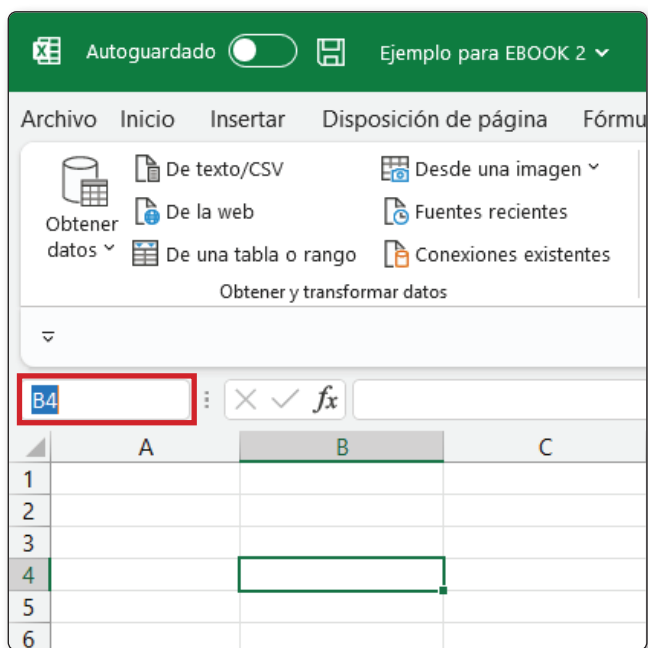 Autoguardado Ejemplo para EBOOK 2
Archivo Inicio Insertar Disposición de página Fórmu
Obtener datos
De texto/CSV
De la web
De una tabla o rango
Desde una imagen
Fuentes recientes
Conexiones existentes
Obtener y transformar datos
B4 fx
A B C
1
2
3
4
5
6